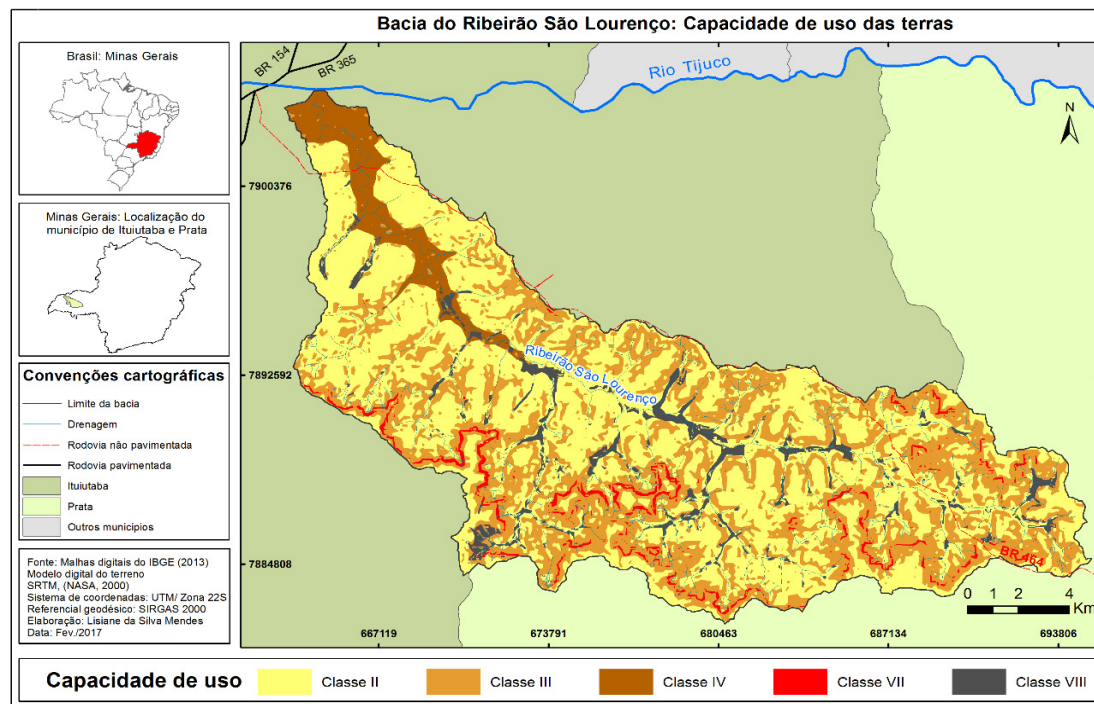 Bacia do Ribeirão São Lourenço: Capacidade de uso das terras
Brasil: Minas Gerais
Minas Gerais: Localização do
município de Ituiutaba e Prata
Convenções cartográficas
Limite da bacia
Drenagem
Rodovia não pavimentada
Rodovia pavimentada
Ituiutaba
Prata
Outros municipios
Fonte: Malhas digitais do IBGE (2013)
Modelo digital do terreno
SRTM, (NASA, 2000)
Sistema de coordenadas: UTM/ Zona 22S
Referencial geodésico: SIRGAS 2000
Elaboração: Lisiane da Silva Mendes
Data: Fev./2017
BR 154
BR 365
Rio Tijuco
N
7900376
7892592
7884808
Ribeirão São Lourenço
BR 464
0 2 4
Km
667119 673791 680463 687134 693806
Capacidade de uso
Classe II
Classe III
Classe IV
Classe VII
Classe VIII